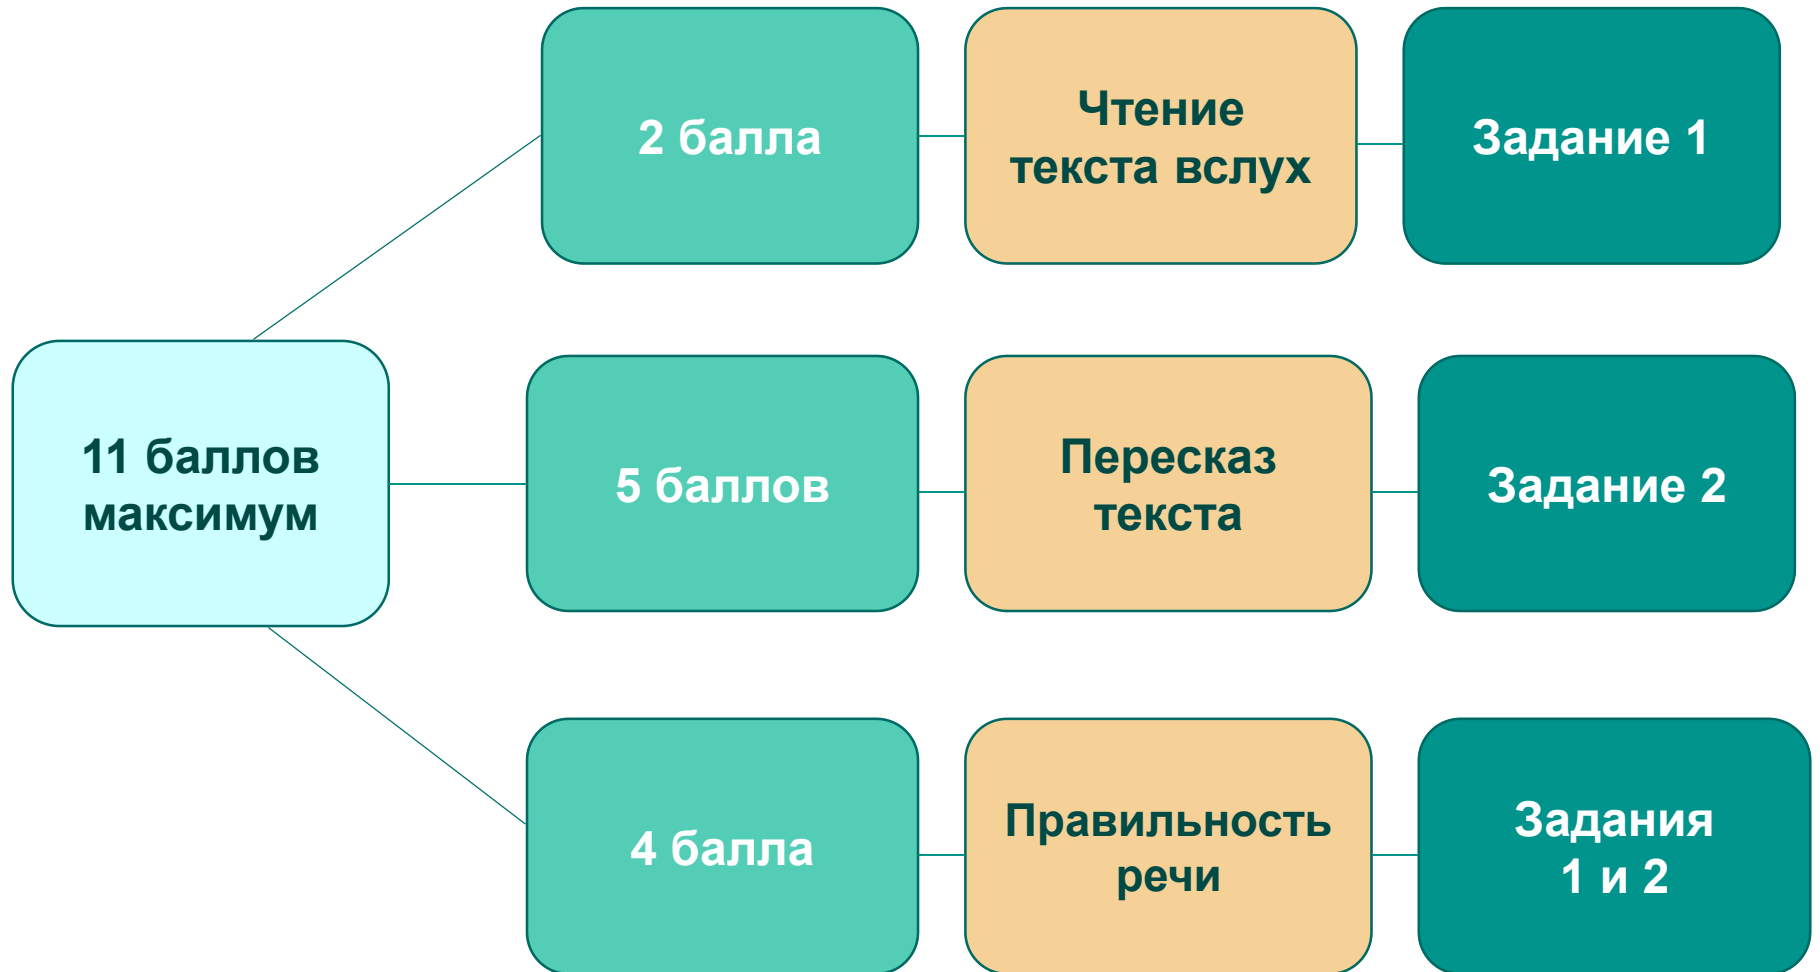 2 балла
Чтение
текста вслух
Задание 1
11 баллов
максимум
5 баллов
Пересказ
текста
Задание 2
4 балла
Правильность
речи
Задания
1 и 2